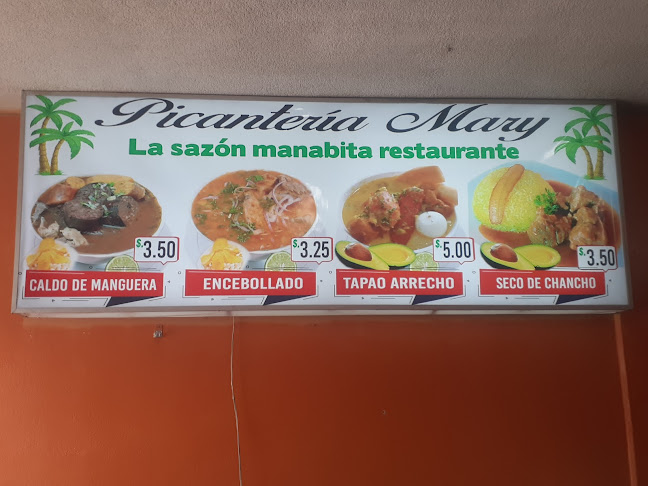 Picantería Mary
La sazón manabita restaurante
$3.50
CALDO DE MANGUERA
$3.25
ENCEBOLLADO
$5.00
TAPAO ARRECHO
$3.50
SECO DE CHANCHO